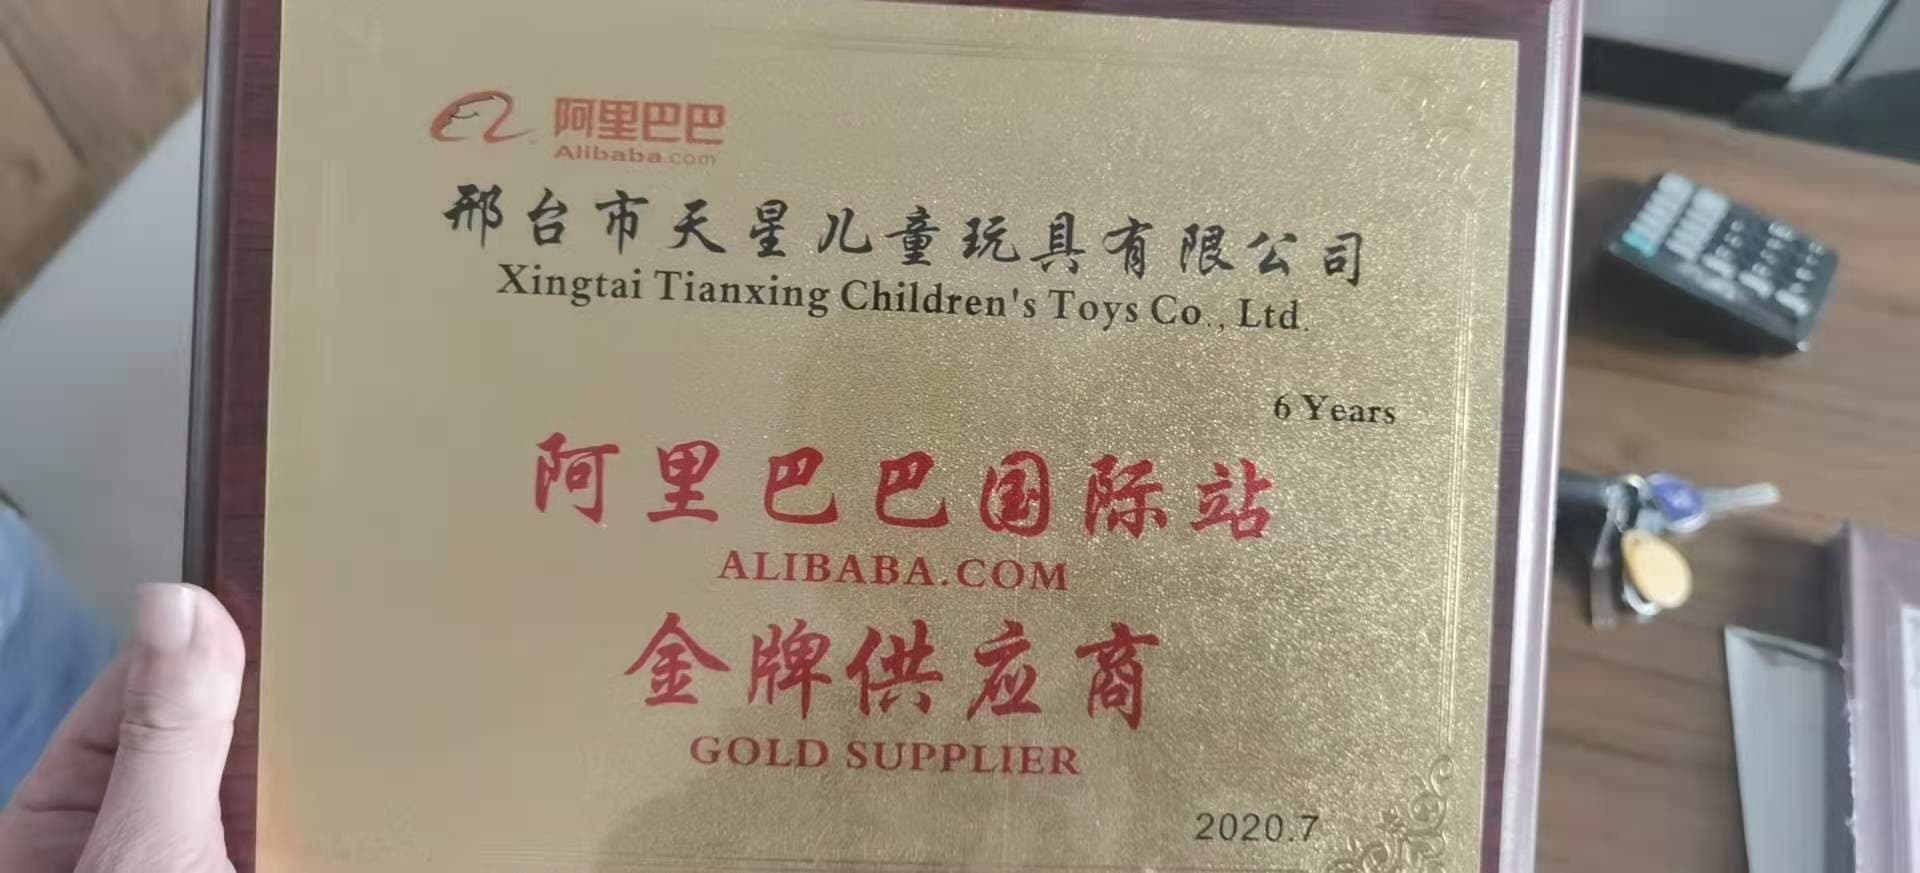 阿里巴巴
Alibaba.com
邢台市天星儿童玩具有限公司
Xingtai Tianxing Children's Toys Co., Ltd.
6 Years
阿里巴巴国际站
ALIBABA.COM
金牌供应商
GOLD SUPPLIER
2020.7